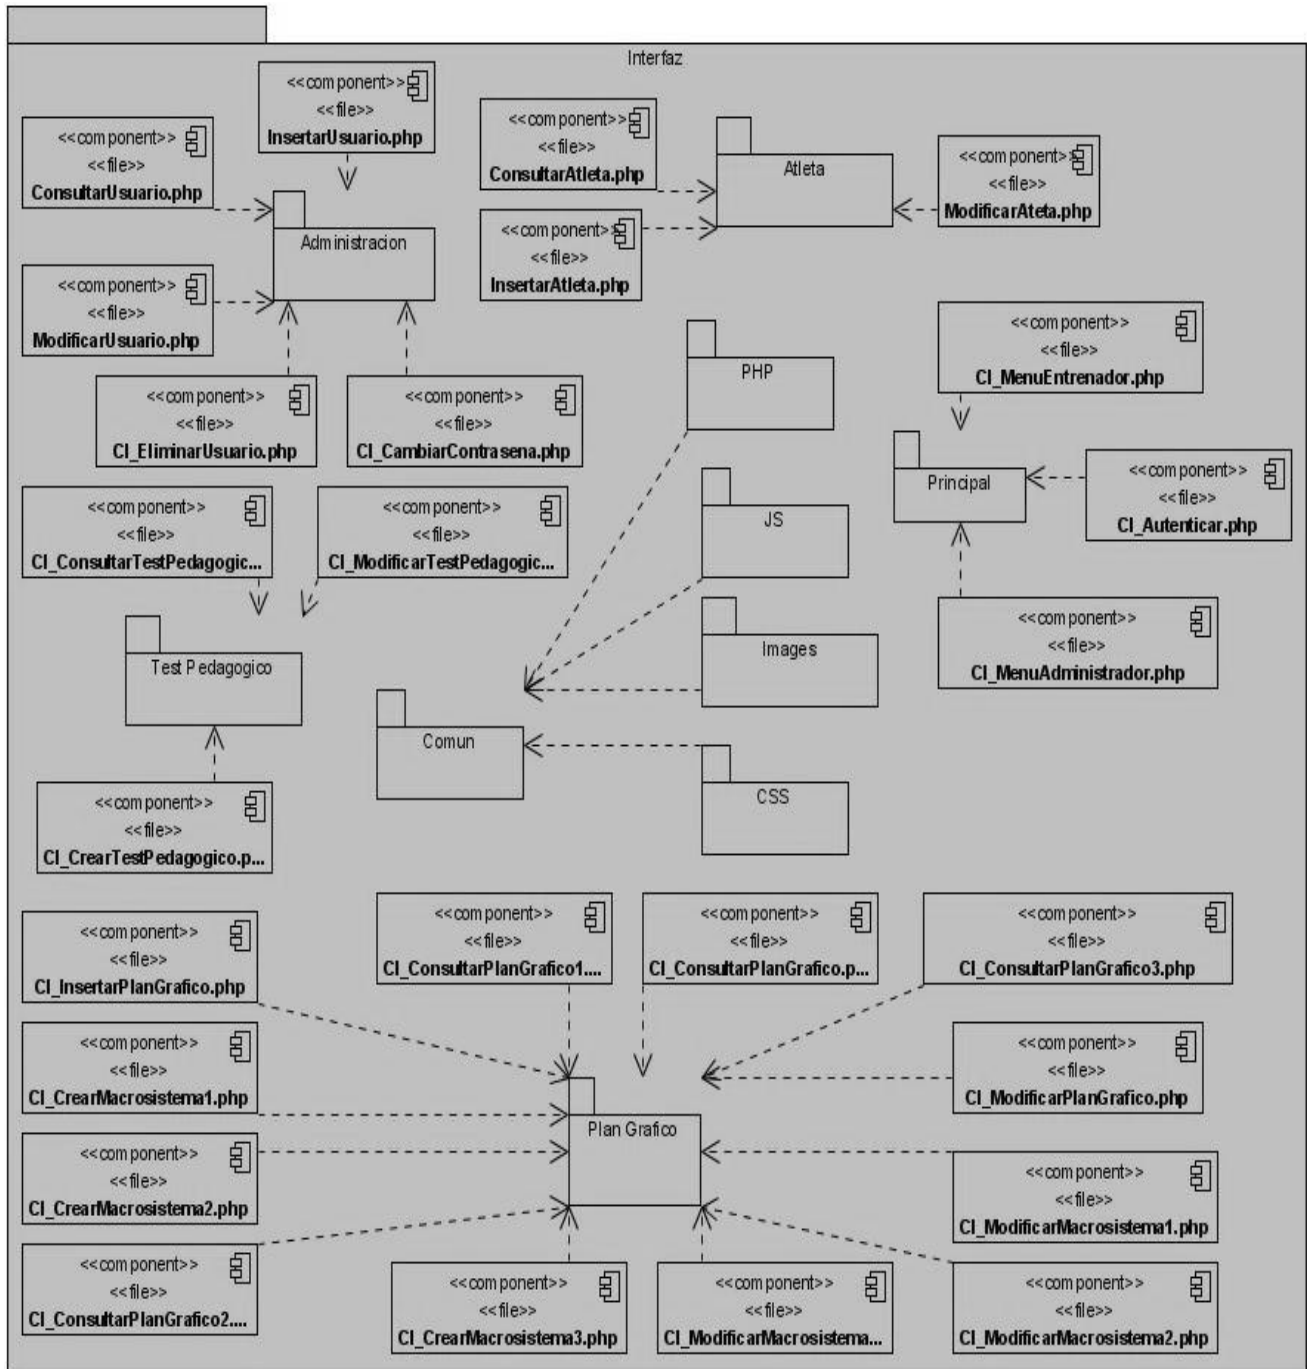 Interfaz
<<component>>
<<file>>
InsertarUsuario.php
<<component>>
<<file>>
ConsultarUsuario.php
<<component>>
<<file>>
ConsultarAtleta.php
Atleta
<<component>>
<<file>>
ModificarAteta.php
Administracion
<<component>>
<<file>>
InsertarAtleta.php
<<component>>
<<file>>
ModificarUsuario.php
<<component>>
<<file>>
CI_MenuEntrenador.php
PHP
<<component>>
<<file>>
CI_EliminarUsuario.php
<<component>>
<<file>>
CI_CambiarContrasena.php
Principal
<<component>>
<<file>>
CI_Autenticar.php
JS
<<component>>
<<file>>
CI_ConsultarTestPedagogic...
<<component>>
<<file>>
CI_ModificarTestPedagogic...
Images
<<component>>
<<file>>
CI_MenuAdministrador.php
Test Pedagogico
Comun
CSS
<<component>>
<<file>>
CI_CrearTestPedagogico.p...
<<component>>
<<file>>
CI_ConsultarPlanGrafico1....
<<component>>
<<file>>
CI_ConsultarPlanGrafico.p...
<<component>>
<<file>>
CI_ConsultarPlanGrafico3.php
<<component>>
<<file>>
CI_InsertarPlanGrafico.php
<<component>>
<<file>>
CI_CrearMacrosistema1.php
<<component>>
<<file>>
CI_ModificarPlanGrafico.php
Plan Grafico
<<component>>
<<file>>
CI_CrearMacrosistema2.php
<<component>>
<<file>>
CI_ModificarMacrosistema1.php
<<component>>
<<file>>
CI_ConsultarPlanGrafico2....
<<component>>
<<file>>
CI_CrearMacrosistema3.php
<<component>>
<<file>>
CI_ModificarMacrosistema...
<<component>>
<<file>>
CI_ModificarMacrosistema2.php